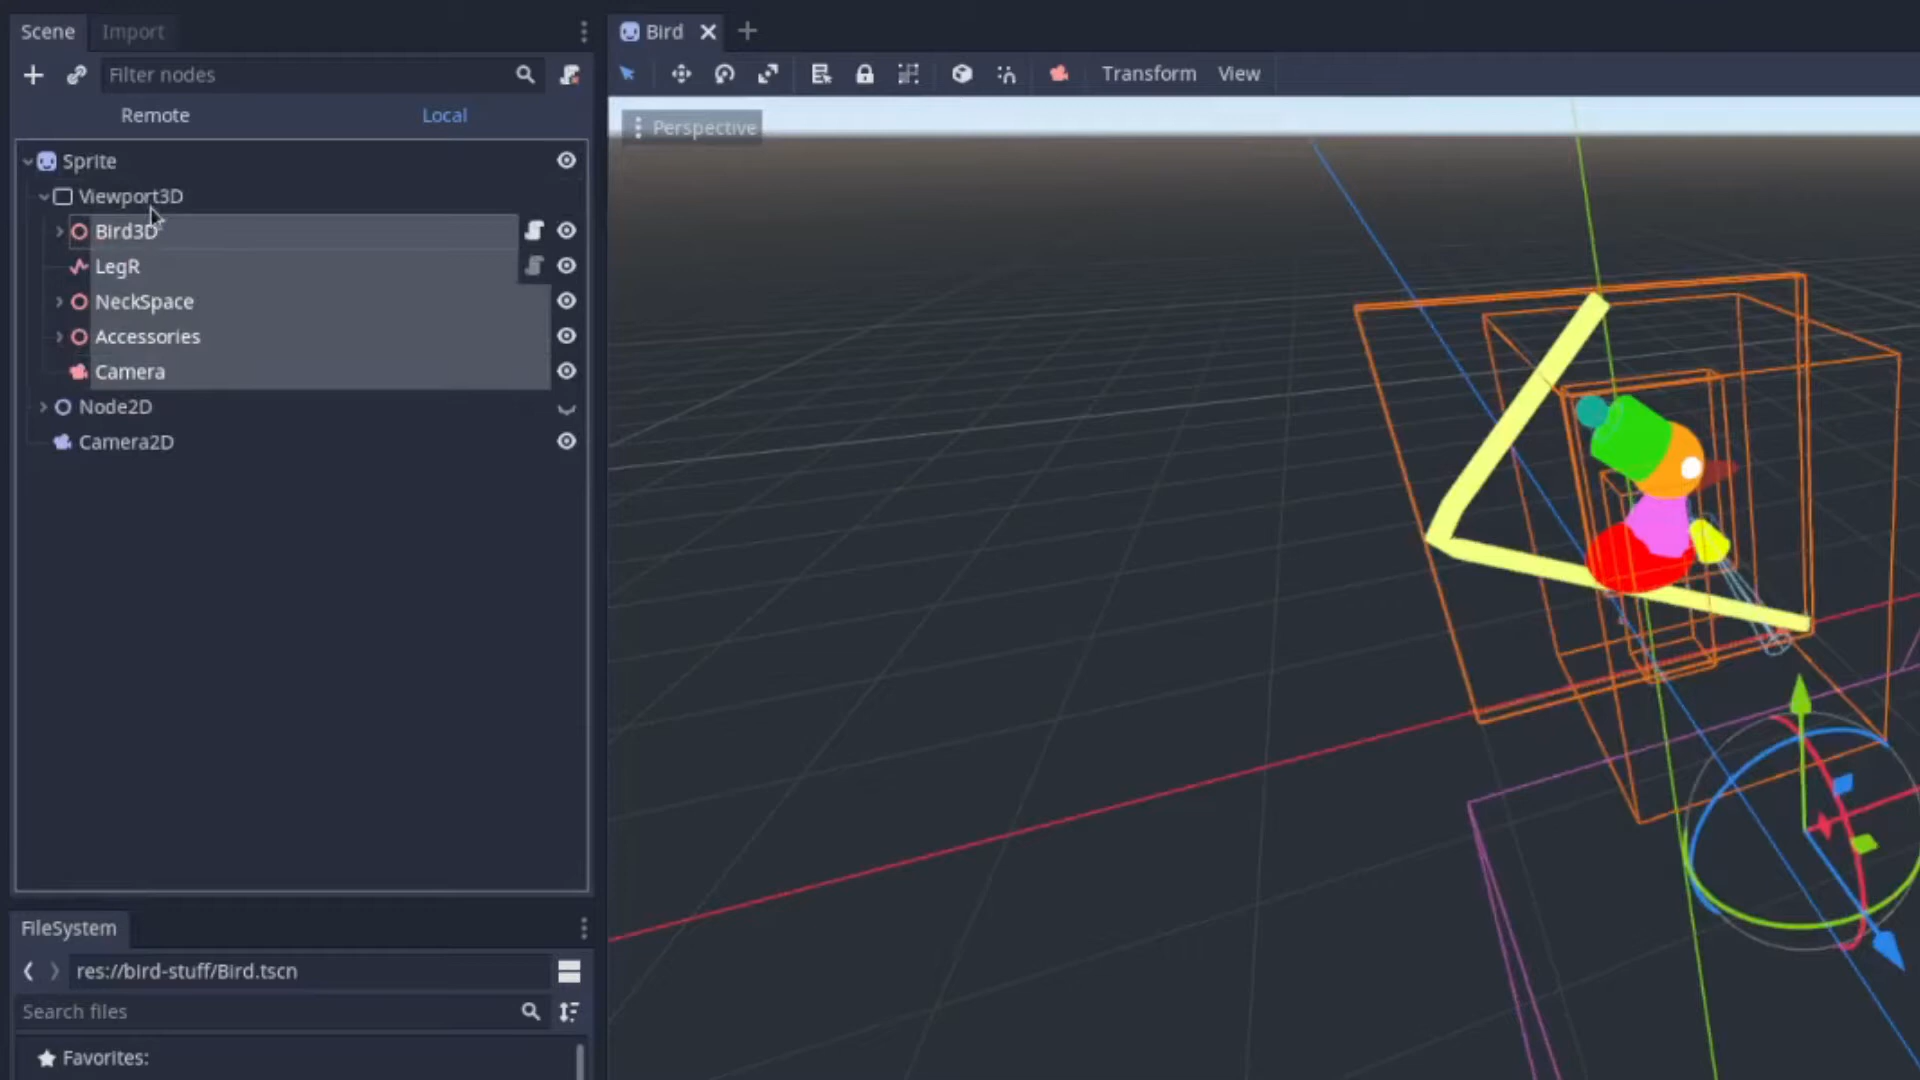 Scene Import
Filter nodes
Remote Local
Sprite
Viewport3D
Bird3D
LegR
NeckSpace
Accessories
Camera
Node2D
Camera2D
FileSystem
res://bird-stuff/Bird.tscn
Search files
Favorites:
Bird
Transform View
Perspective